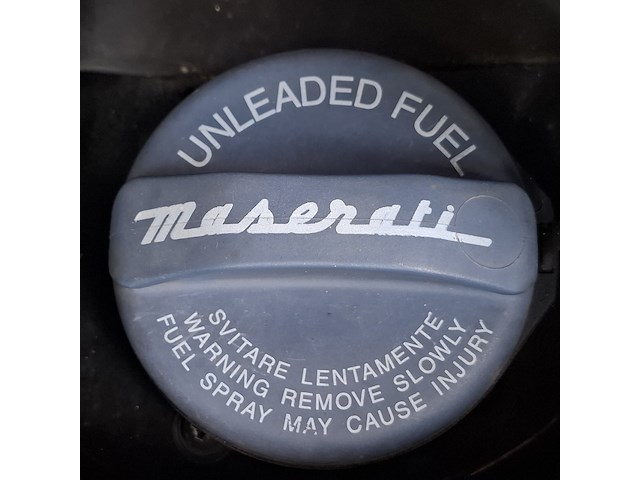 UNLEADED FUEL
Maserati
SVITARE LENTAMENTE
WARNING REMOVE SLOWLY
FUEL SPRAY MAY CAUSE INJURY